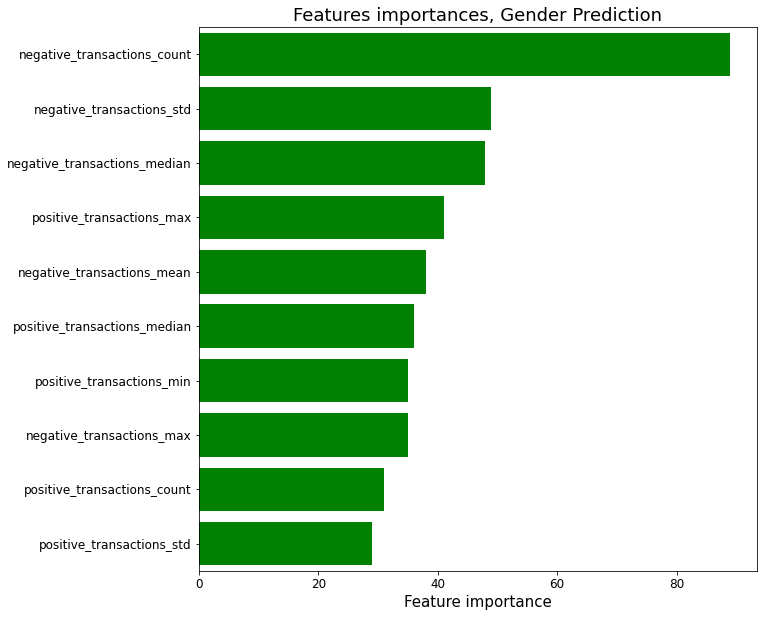 Features importances, Gender Prediction
negative_transactions_count
negative_transactions_std
negative_transactions_median
positive_transactions_max
negative_transactions_mean
positive_transactions_median
positive_transactions_min
negative_transactions_max
positive_transactions_count
positive_transactions_std
0 20 40 60 80
Feature importance